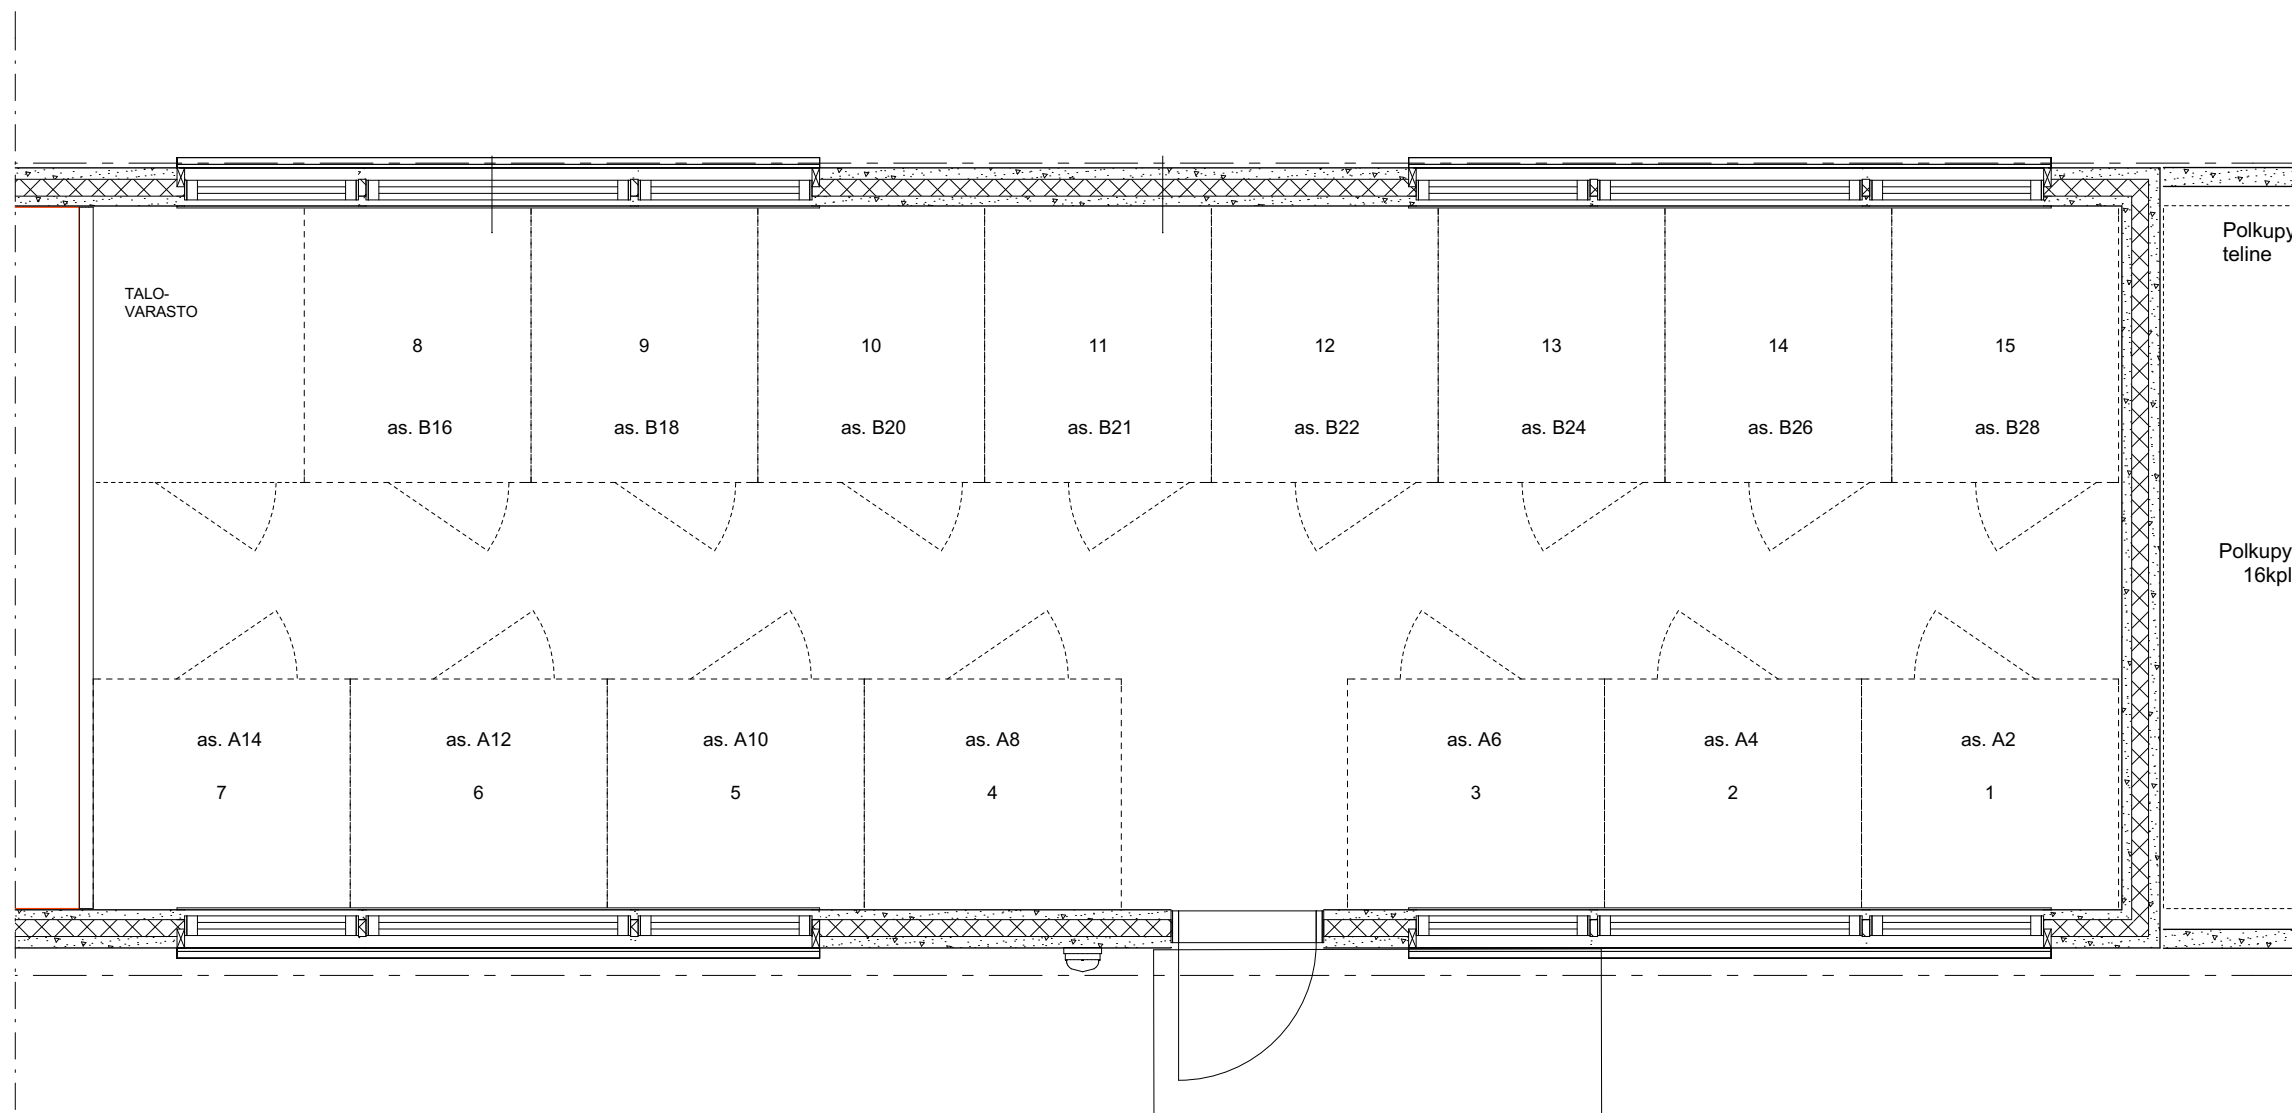 TALO-
VARASTO
8
9
10
11
12
13
14
15
as. B16
as. B18
as. B20
as. B21
as. B22
as. B24
as. B26
as. B28
Polkupy
teline
Polkupy
16kpl
as. A14
as. A12
as. A10
as. A8
as. A6
as. A4
as. A2
7
6
5
4
3
2
1